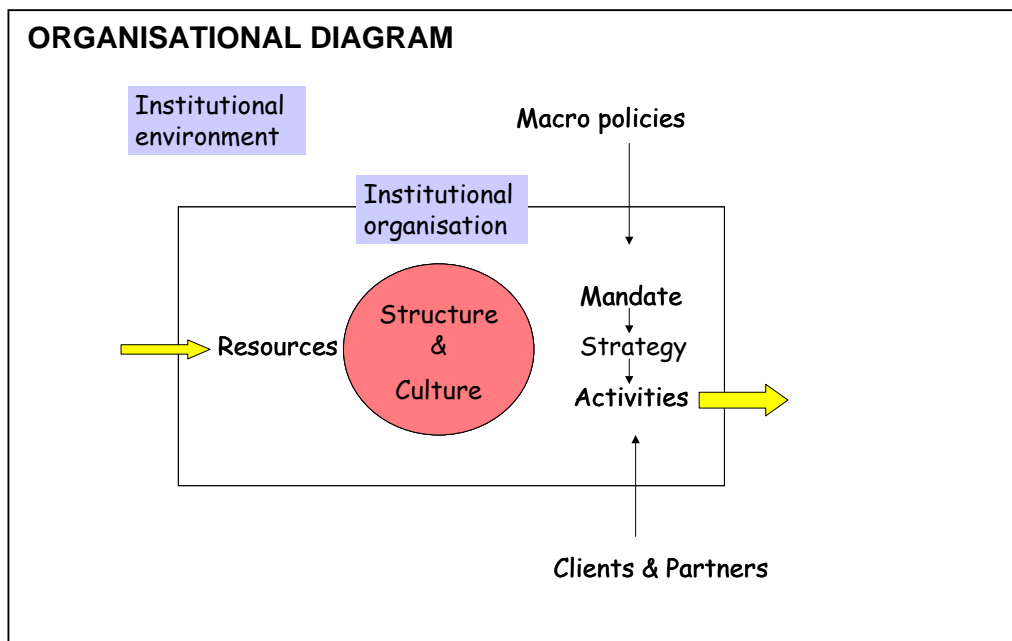 ORGANISATIONAL DIAGRAM
Institutional
environment
Macro policies
Institutional
organisation
Structure
&
Culture
Resources
Mandate
Strategy
Activities
Clients & Partners